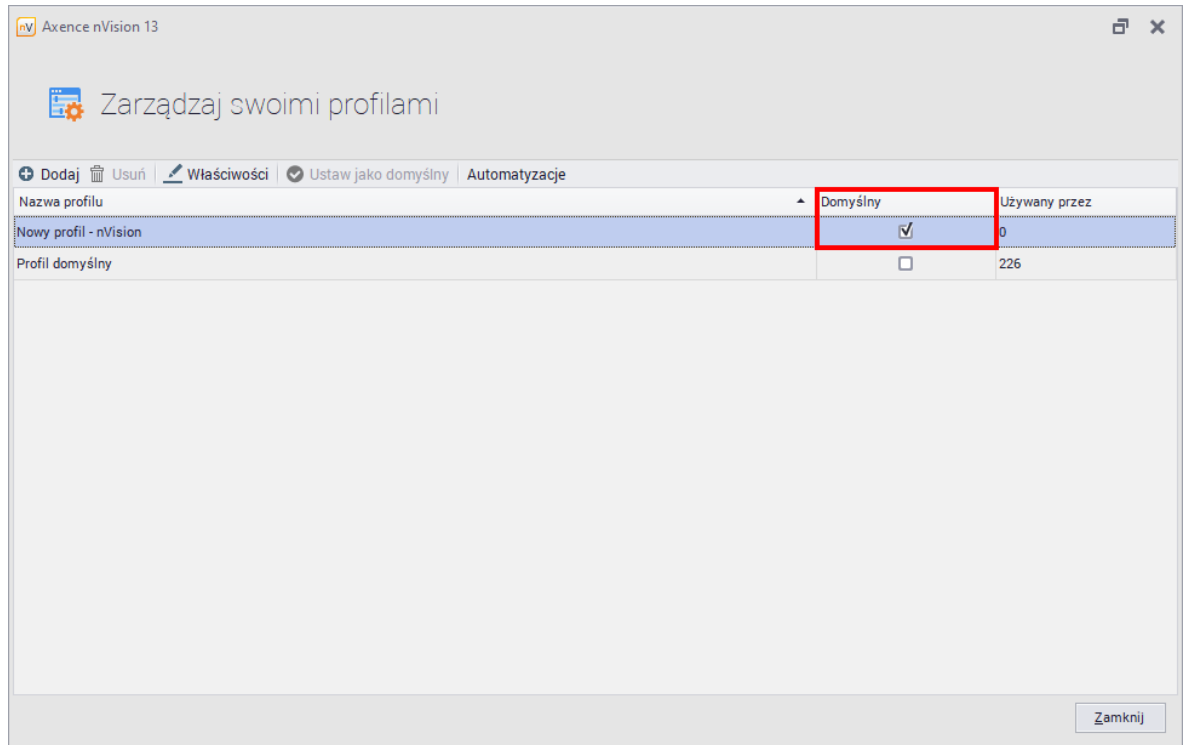 nV Axence nVision 13
Zarządzaj swoimi profilami
Dodaj Usuń Właściwości Ustaw jako domyślny Automatyzacje
Nazwa profilu Domyślny Używany przez
Nowy profil - nVision 0
Profil domyślny 226
Zamknij